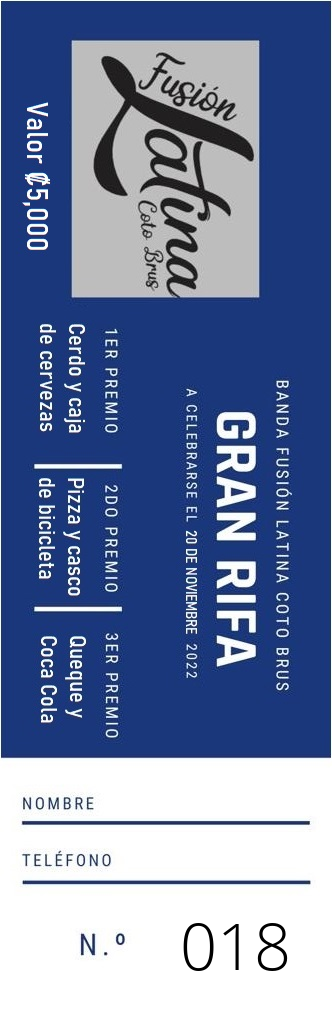 Fusión
Latina
Coto Brus
Valor ₡5,000
BANDA FUSIÓN LATINA COTO BRUS
GRAN RIFA
A CELEBRARSE EL 20 DE NOVIEMBRE 2022
1ER PREMIO
Cerdo y caja
de cervezas
2DO PREMIO
Pizza y casco
de bicicleta
3ER PREMIO
Queque y
Coca Cola
NOMBRE
TELÉFONO
N.º 018